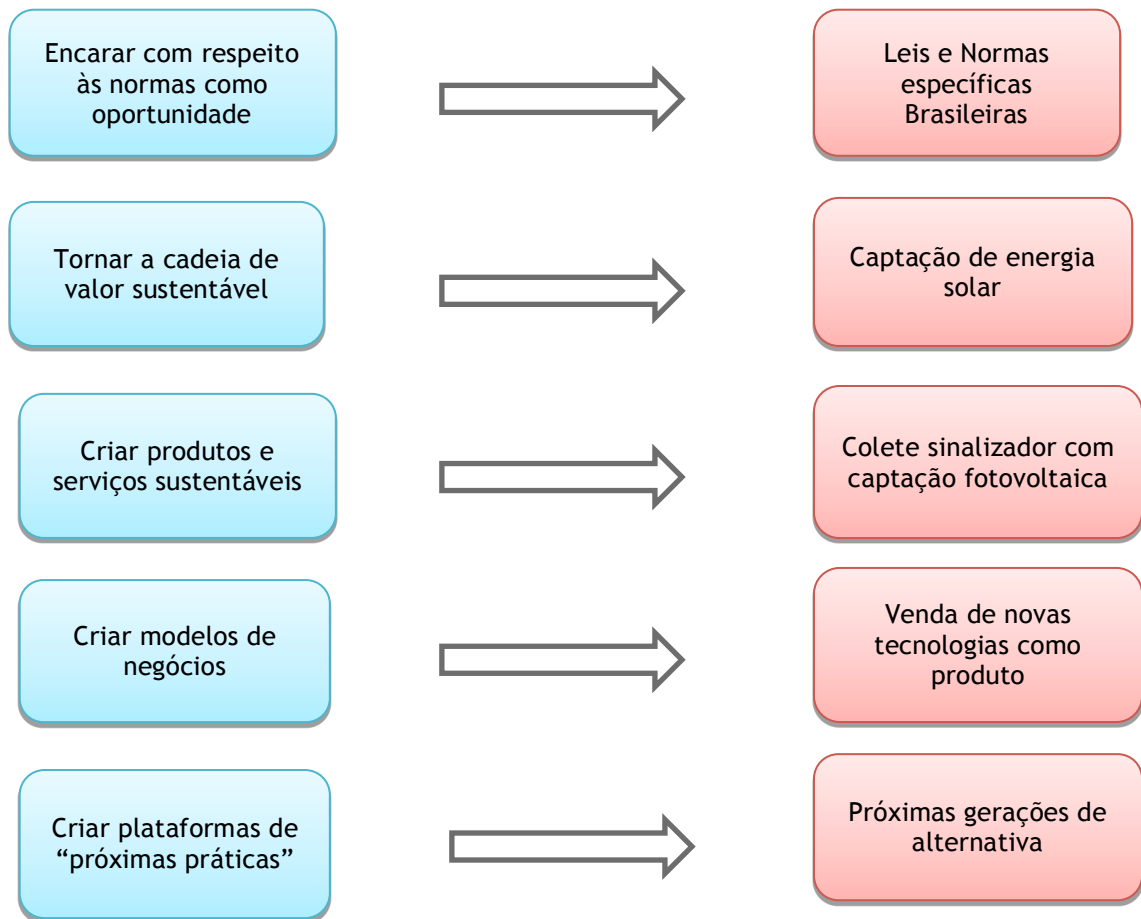 Encarar com respeito
às normas como
oportunidade
Leis e Normas
específicas
Brasileiras
Tornar a cadeia de
valor sustentável
Captação de energia
solar
Criar produtos e
serviços sustentáveis
Colete sinalizador com
captação fotovoltaica
Criar modelos de
negócios
Venda de novas
tecnologias como
produto
Criar plataformas de
“próximas práticas”
Próximas gerações de
alternativa